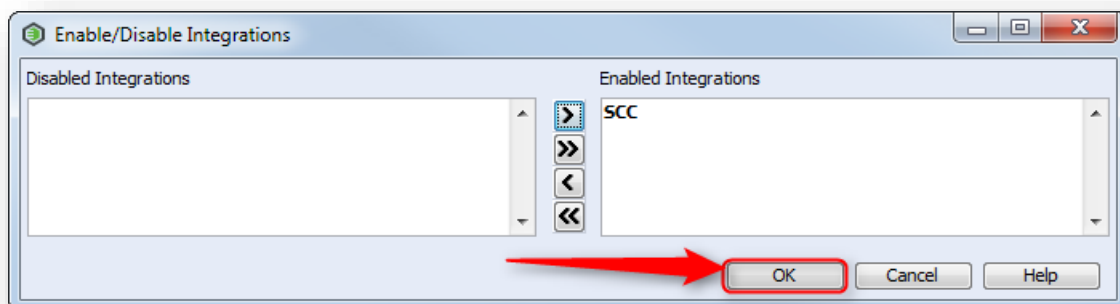 Enable/Disable Integrations
Disabled Integrations
Enabled Integrations
SCC
OK
Cancel
Help